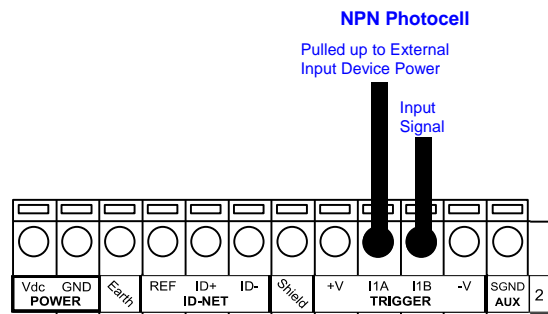 NPN Photocell
Pulled up to External
Input Device Power
Input
Signal
Vdc GND Earth REF ID+ ID- Shield +V I1A I1B -V SGND 2
POWER ID-NET TRIGGER AUX